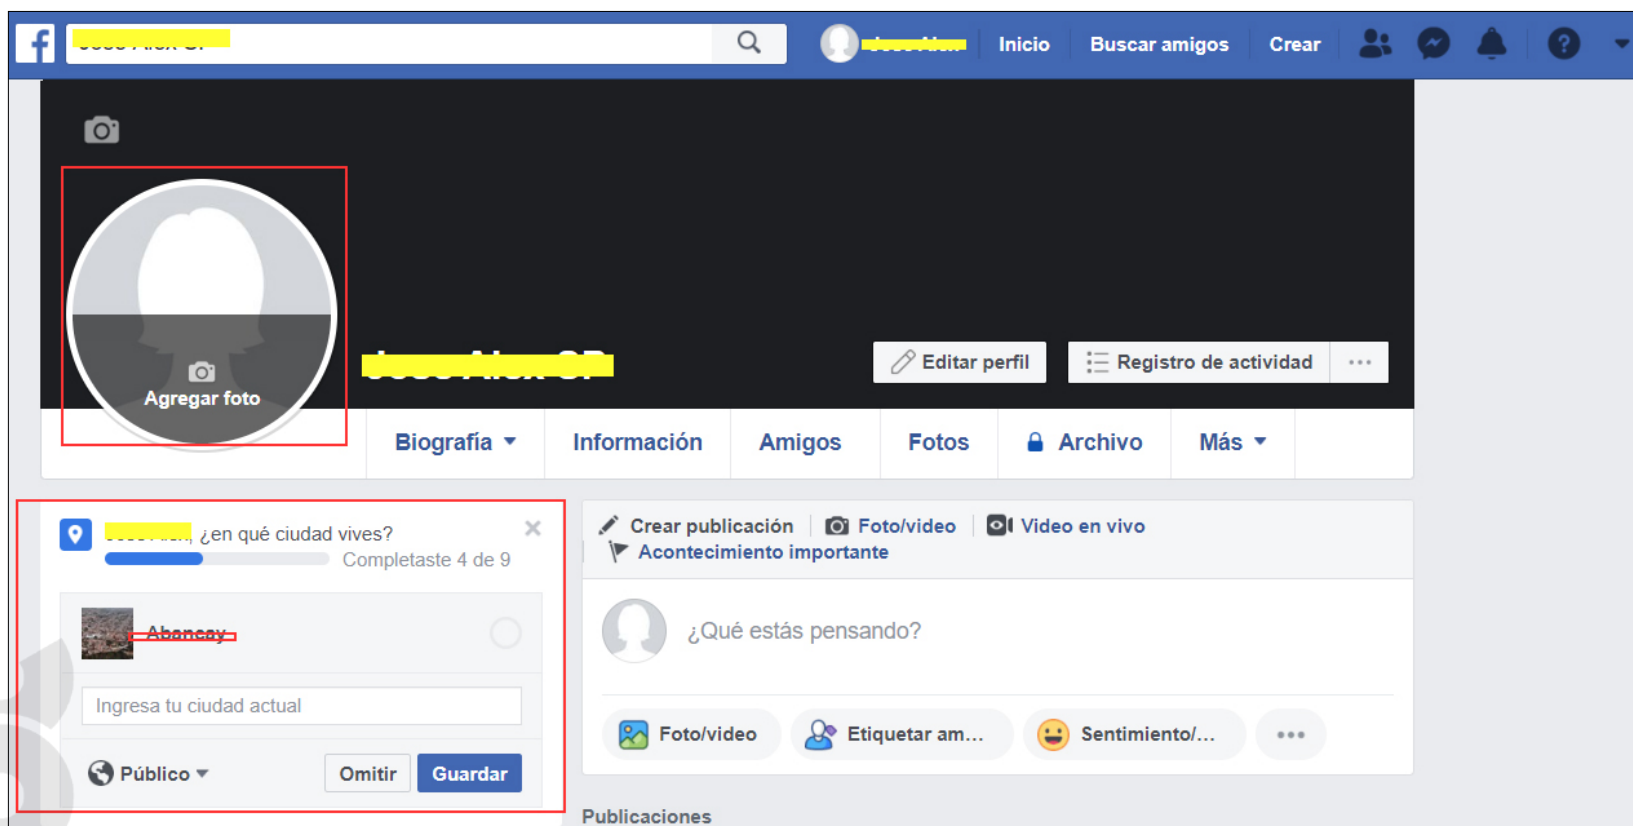 f
Inicio Buscar amigos Crear
Agregar foto
Editar perfil Registro de actividad ...
Biografía Información Amigos Fotos Archivo Más
¿en qué ciudad vives?
Completaste 4 de 9
Abancay
Ingresa tu ciudad actual
Público Omitir Guardar
Crear publicación Foto/video Video en vivo
Acontecimiento importante
¿Qué estás pensando?
Foto/video Etiquetar am... Sentimiento/... ...
Publicaciones